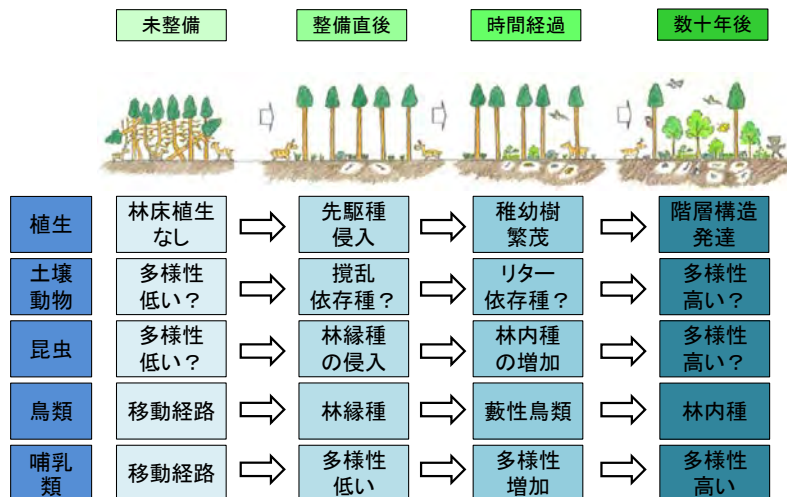 未整備
整備直後
時間経過
数十年後
植生
林床植生
なし
先駆種
侵入
稚幼樹
繁茂
階層構造
発達
土壌
動物
多様性
低い？
撹乱
依存種？
リター
依存種？
多様性
高い？
昆虫
多様性
低い？
林縁種
の侵入
林内種
の増加
多様性
高い？
鳥類
移動経路
林縁種
藪性鳥類
林内種
哺乳
類
移動経路
多様性
低い
多様性
増加
多様性
高い